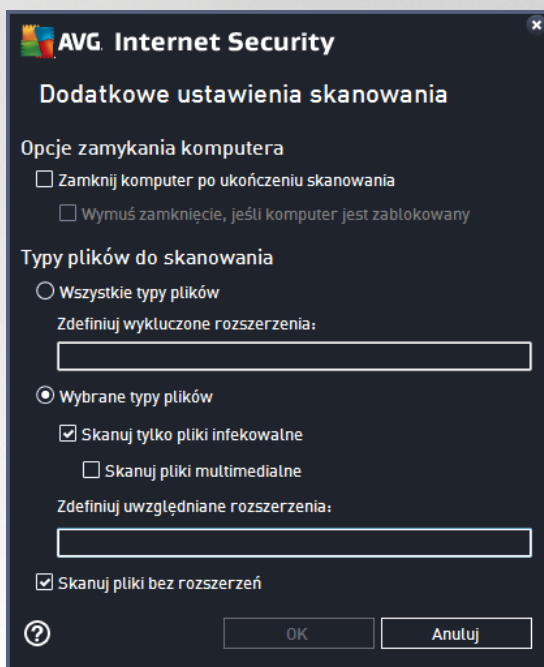 AVG. Internet Security
Dodatkowe ustawienia skanowania
Opcje zamykania komputera
Zamknij komputer po ukończeniu skanowania
Wymuś zamknięcie, jeśli komputer jest zablokowany
Typy plików do skanowania
Wszystkie typy plików
Zdefiniuj wykluczone rozszerzenia:
Wybrane typy plików
Skanuj tylko pliki infekowalne
Skanuj pliki multimedialne
Zdefiniuj uwzględniane rozszerzenia:
Skanuj pliki bez rozszerzeń
OK
Anuluj